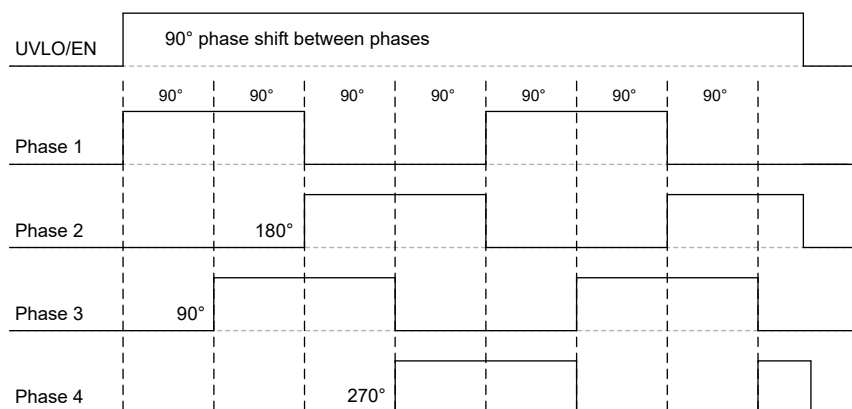 UVLO/EN
90° phase shift between phases
90° 90° 90° 90° 90° 90° 90°
Phase 1
Phase 2 180°
Phase 3 90°
Phase 4 270°